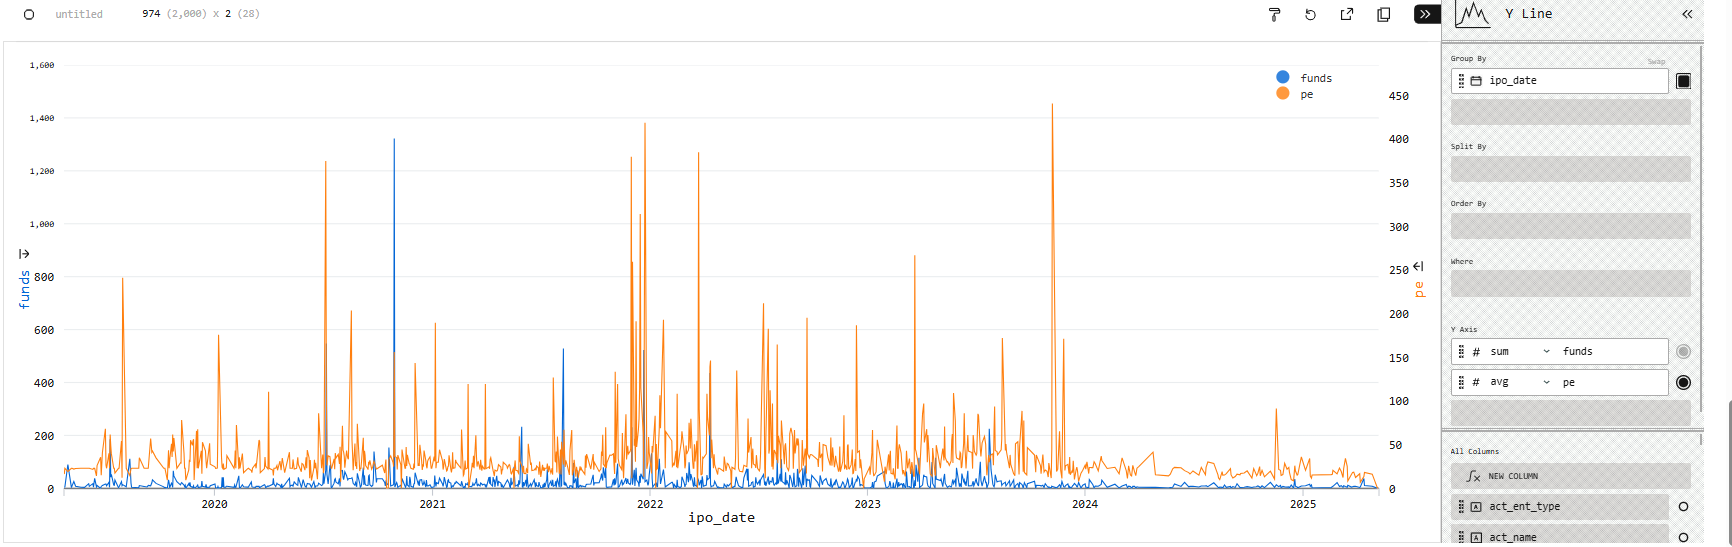 untitled
974 (2,000) x 2 (28)
Y Line
1,600
1,400
1,200
1,000
800
600
400
200
0
funds
funds
pe
450
400
350
300
250
200
150
100
50
0
pe
2020
2021
2022
2023
2024
2025
ipo_date
Group By
Swap
ipo_date
Split By
Order By
Where
Y Axis
# sum funds
# avg pe
All Columns
NEW COLUMN
A act_ent_type
A act_name